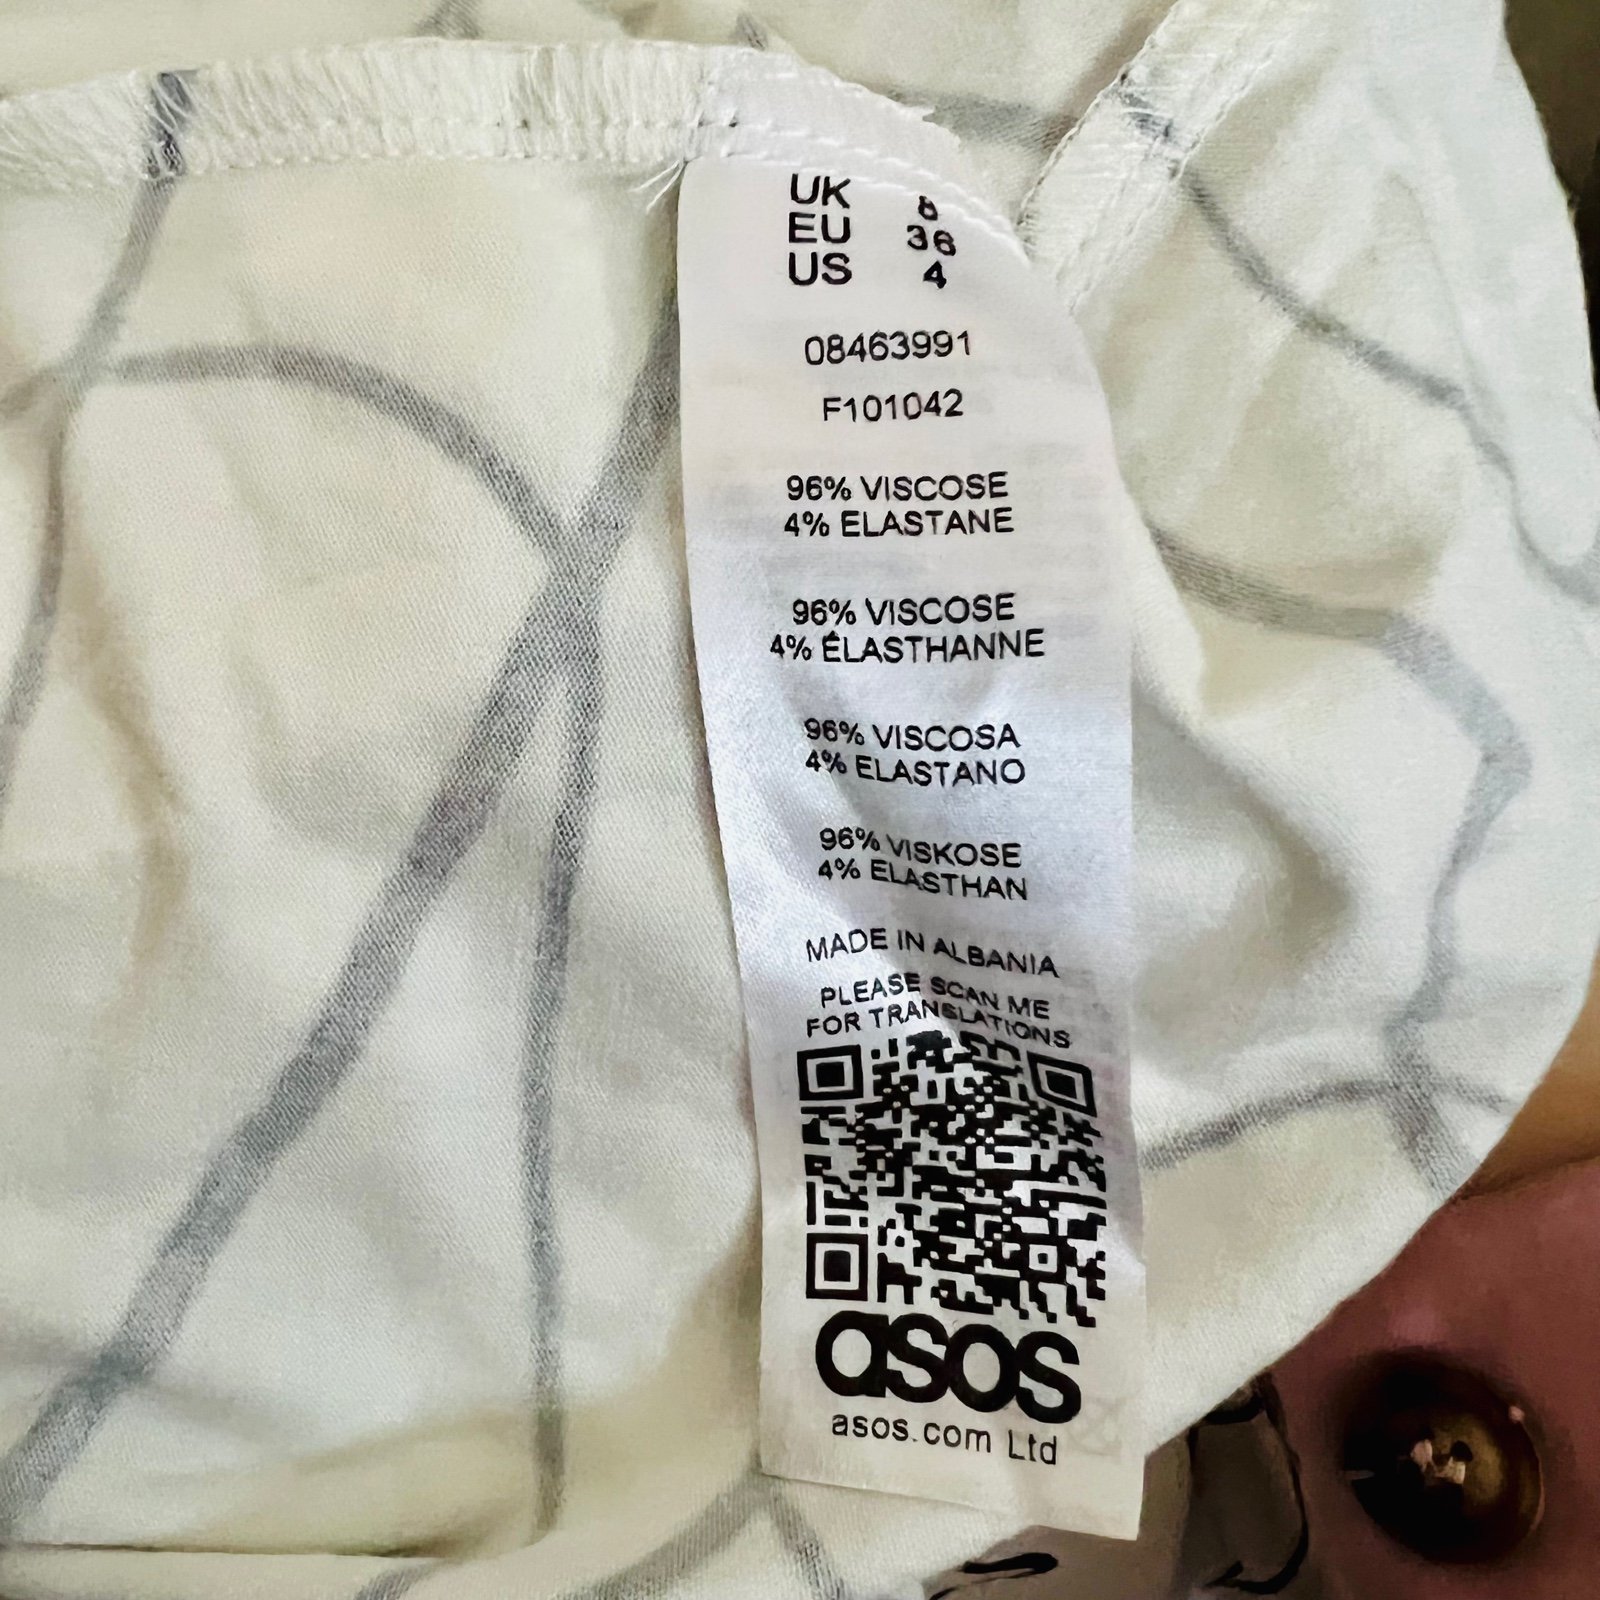 UK 8
EU 36
US 4
08463991
F101042
96% VISCOSE
4% ELASTANE
96% VISCOSE
4% ÉLASTHANNE
96% VISCOSA
4% ELASTANO
96% VISKOSE
4% ELASTHAN
MADE IN ALBANIA
PLEASE SCAN ME
FOR TRANSLATIONS
asos
asos.com Ltd